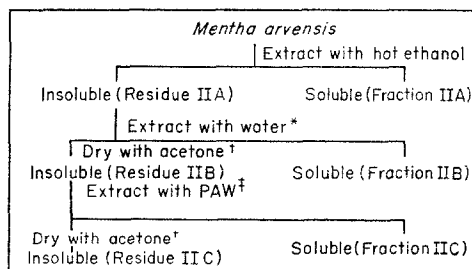 Mentha arvensis
Extract with hot ethanol
Insoluble (Residue IIA) Soluble (Fraction IIA)
Extract with water*
Dry with acetone†
Insoluble (Residue IIB) Soluble (Fraction IIB)
Extract with PAW‡
Dry with acetone†
Insoluble (Residue IIC) Soluble (Fraction IIC)